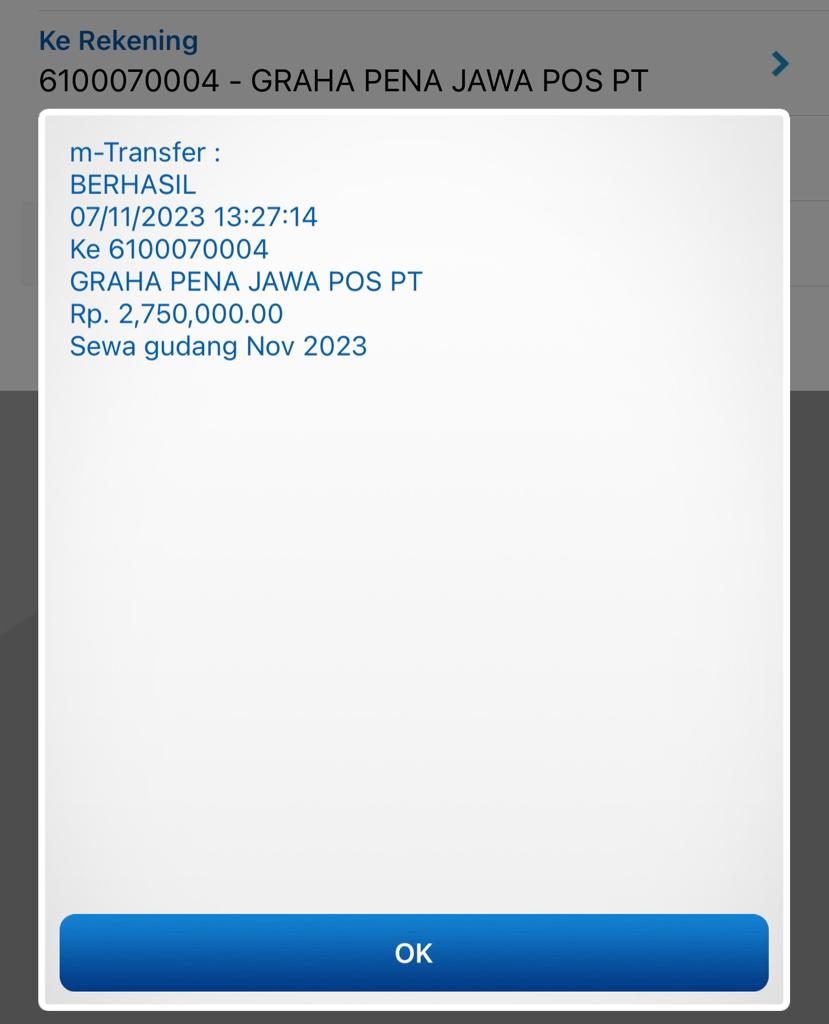 Ke Rekening
6100070004 - GRAHA PENA JAWA POS PT
m-Transfer :
BERHASIL
07/11/2023 13:27:14
Ke 6100070004
GRAHA PENA JAWA POS PT
Rp. 2,750,000.00
Sewa gudang Nov 2023
OK